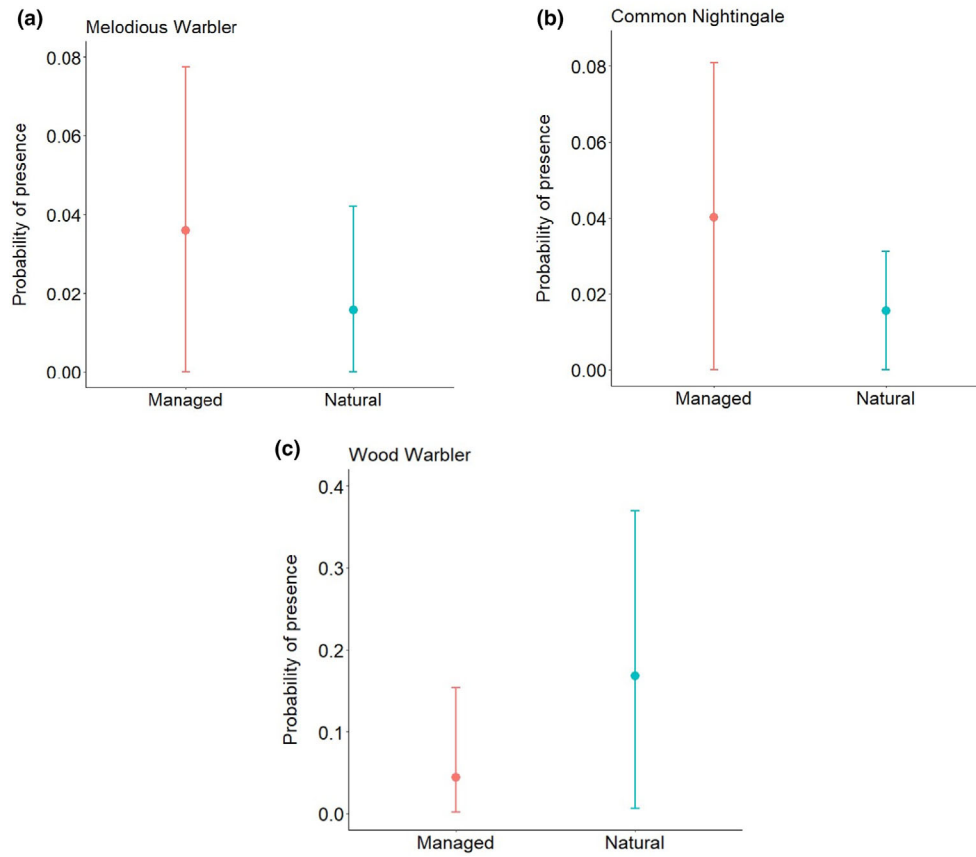 (a)
Melodious Warbler
Probability of presence
0.08
0.06
0.04
0.02
0.00
Managed Natural
(b)
Common Nightingale
Probability of presence
0.08
0.06
0.04
0.02
0.00
Managed Natural
(c)
Wood Warbler
Probability of presence
0.4
0.3
0.2
0.1
0.0
Managed Natural